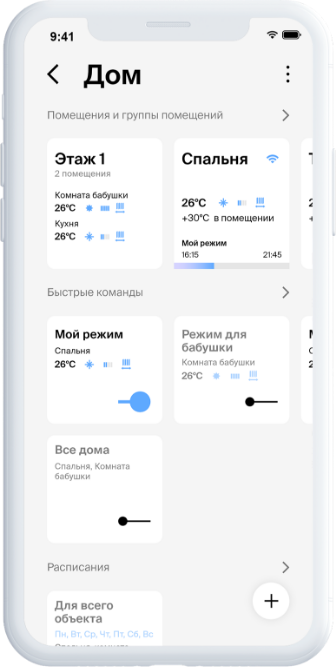 9:41
Дом
Помещения и группы помещений
Этаж 1
2 помещения
Комната бабушки
26°C
Кухня
26°C
Спальня
26°C
+30°C в помещении
Мой режим
16:15 21:45
Быстрые команды
Мой режим
Спальня
26°C
Режим для
бабушки
Комната бабушки
26°C
Все дома
Спальня, Комната
бабушки
Расписания
Для всего
объекта
Пн, Вт, Ср, Чт, Пт, Сб, Вс